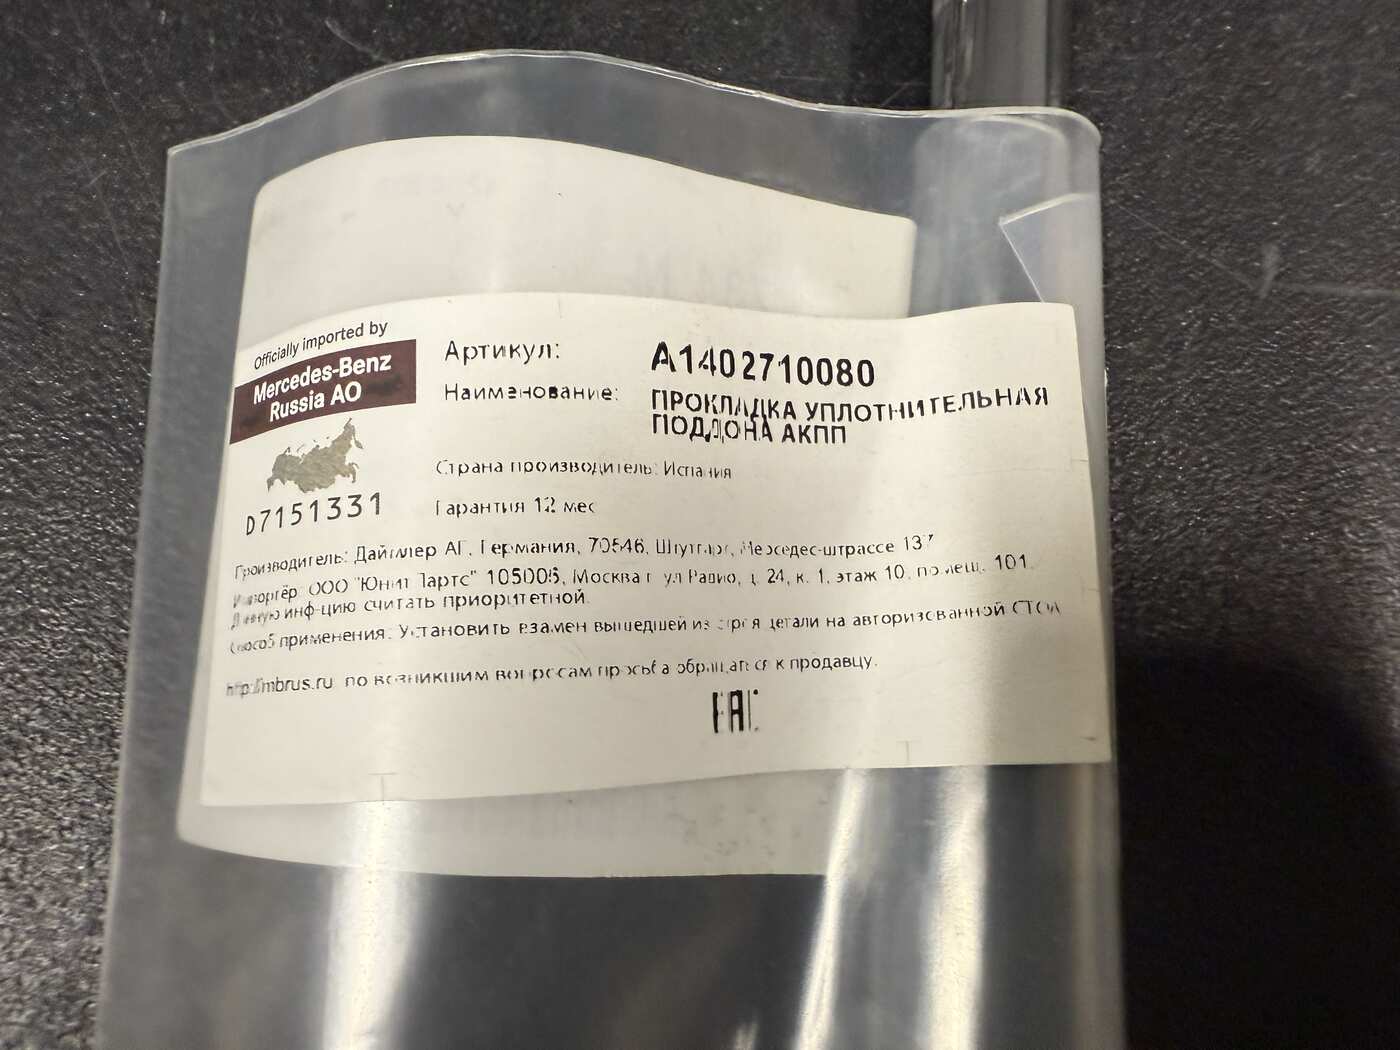 Officially imported by
Mercedes-Benz
Russia AO
D7151331
Артикул: A1402710080
Наименование: ПРОКЛАДКА УПЛОТНИТЕЛЬНАЯ
ПОДДОНА АКПП
Страна производитель: Испания
Гарантия 12 мес
Производитель: Даймлер АГ, Германия, 70546, Штутгарт, Мерседес-штрассе 137
Импортёр: ООО "Юнит Партс" 105005, Москва г, ул Радио, д. 24, к. 1, этаж 10, помещ. 101.
Данную инф-цию считать приоритетной.
Способ применения: Установить взамен вышедшей из строя детали на авторизованной СТОА
http://mbrus.ru по возникшим вопросам просьба обращаться к продавцу.
EAC